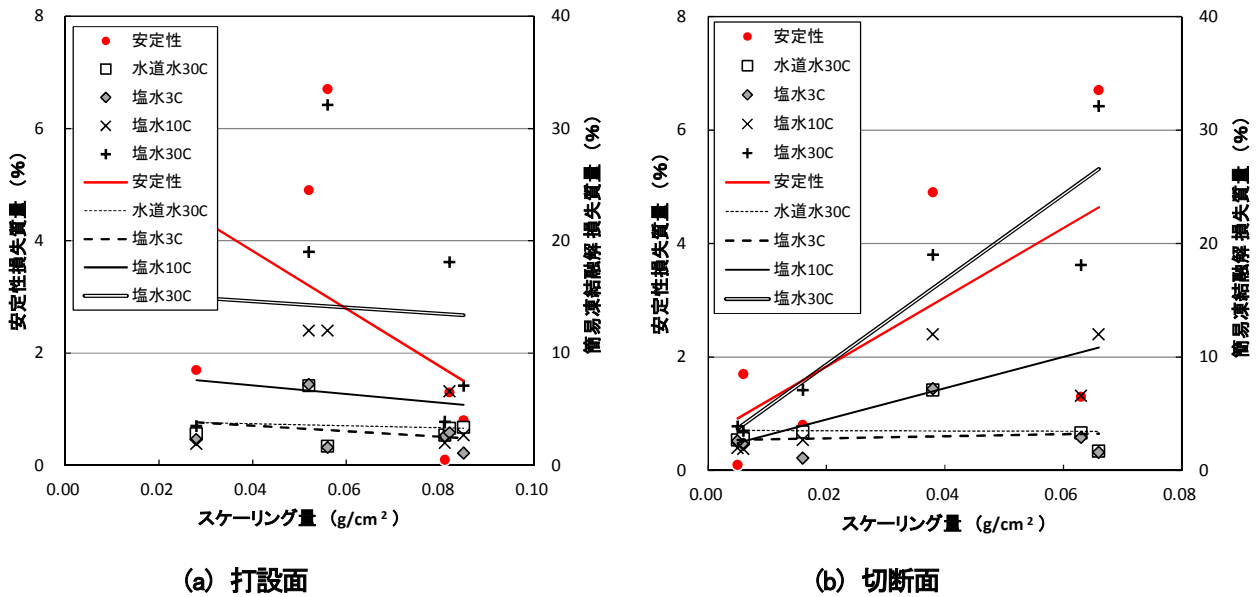 8
6
4
2
0
40
30
20
10
0
0.00
0.02
0.04
0.06
0.08
0.10
安定性損失質量 (%)
簡易凍結融解 損失質量 (%)
スケーリング量 (g/cm²)
安定性
水道水30C
塩水3C
塩水10C
塩水30C
安定性
水道水30C
塩水3C
塩水10C
塩水30C
(a) 打設面
8
6
4
2
0
40
30
20
10
0
0.00
0.02
0.04
0.06
0.08
安定性損失質量 (%)
簡易凍結融解 損失質量 (%)
スケーリング量 (g/cm²)
安定性
水道水30C
塩水3C
塩水10C
塩水30C
安定性
水道水30C
塩水3C
塩水10C
塩水30C
(b) 切断面